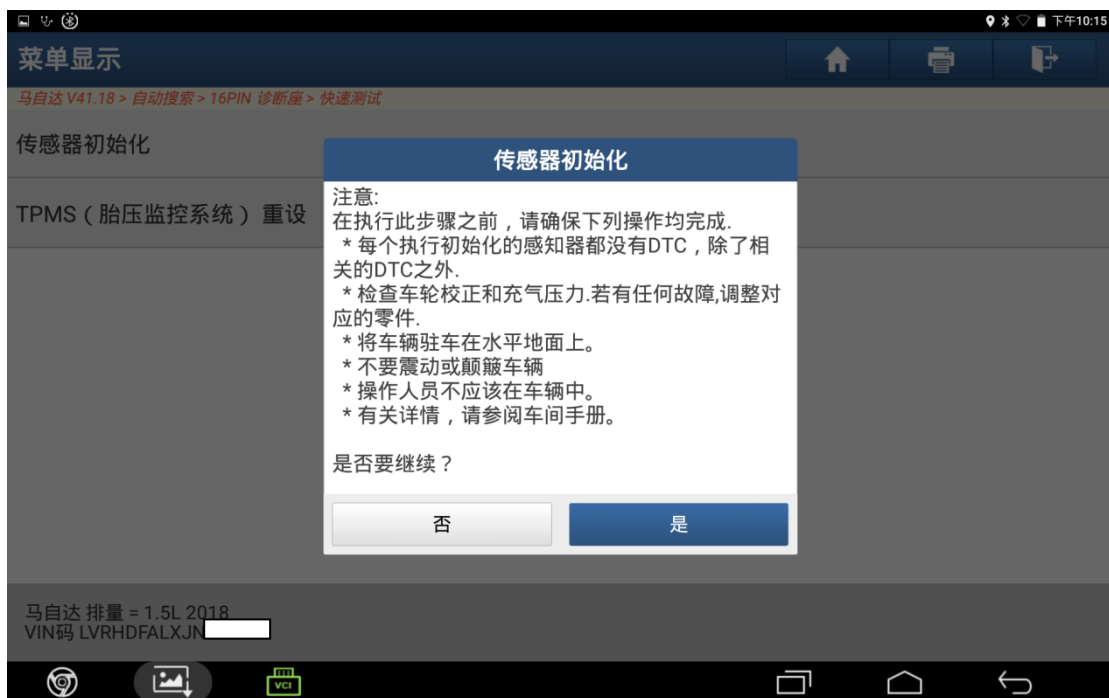 下午10:15
菜单显示
马自达 V41.18 > 自动搜索 > 16PIN 诊断座 > 快速测试
传感器初始化
TPMS（胎压监控系统） 重设
传感器初始化
注意:
在执行此步骤之前，请确保下列操作均完成.
* 每个执行初始化的感知器都没有DTC，除了相
关的DTC之外.
* 检查车轮校正和充气压力.若有任何故障,调整对
应的零件.
* 将车辆驻车在水平地面上。
* 不要震动或颠簸车辆
* 操作人员不应该在车辆中。
* 有关详情，请参阅车间手册。
是否要继续？
否
是
马自达 排量 = 1.5L 2018
VIN码 LVRHDFALXJN
VCI